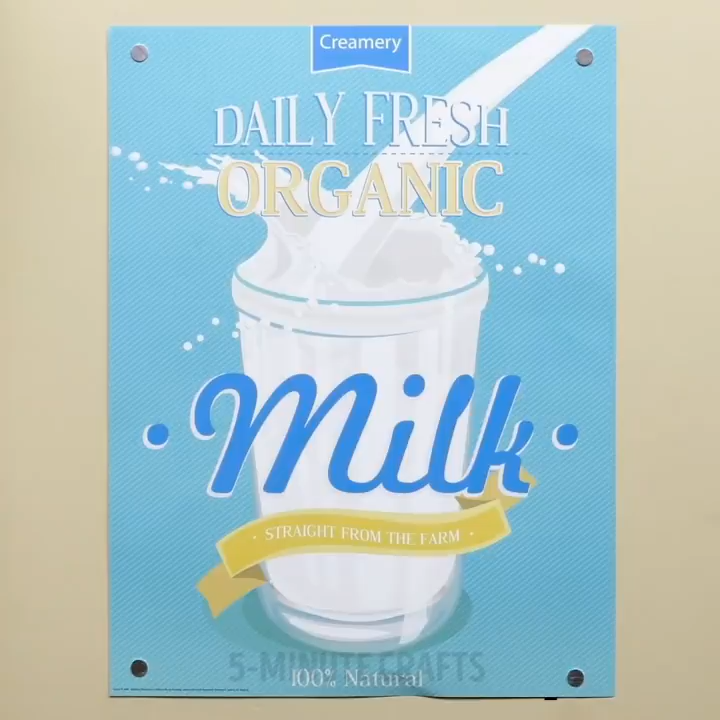 Creamery
DAILY FRESH
ORGANIC
Milk
STRAIGHT FROM THE FARM
5-MINUTE CRAFTS
100% Natural